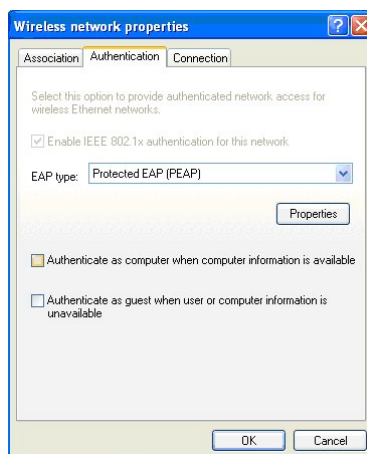 Wireless network properties
Association
Authentication
Connection
Select this option to provide authenticated network access for
wireless Ethernet networks.
Enable IEEE 802.1x authentication for this network
EAP type:
Protected EAP (PEAP)
Properties
Authenticate as computer when computer information is available
Authenticate as guest when user or computer information is
unavailable
OK
Cancel